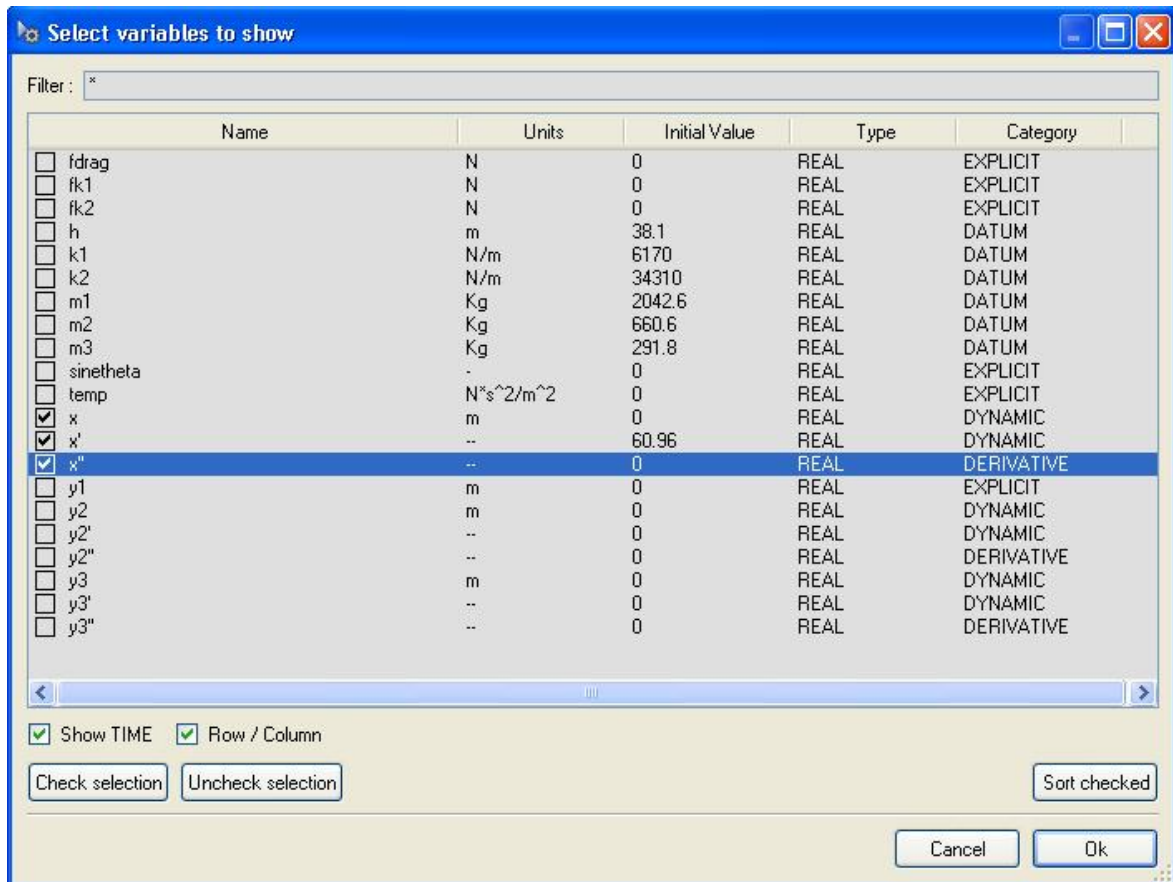 Select variables to show
Filter : *
Name Units Initial Value Type Category
fdrag N 0 REAL EXPLICIT
fk1 N 0 REAL EXPLICIT
fk2 N 0 REAL EXPLICIT
h m 38.1 REAL DATUM
k1 N/m 6170 REAL DATUM
k2 N/m 34310 REAL DATUM
m1 Kg 2042.6 REAL DATUM
m2 Kg 660.6 REAL DATUM
m3 Kg 291.8 REAL DATUM
sinetheta - 0 REAL EXPLICIT
temp N*s^2/m^2 0 REAL EXPLICIT
x m 0 REAL DYNAMIC
x' -- 60.96 REAL DYNAMIC
x'' -- 0 REAL DERIVATIVE
y1 m 0 REAL EXPLICIT
y2 m 0 REAL DYNAMIC
y2' -- 0 REAL DYNAMIC
y2'' -- 0 REAL DERIVATIVE
y3 m 0 REAL DYNAMIC
y3' -- 0 REAL DYNAMIC
y3'' -- 0 REAL DERIVATIVE
Show TIME Row / Column
Check selection Uncheck selection Sort checked
Cancel Ok